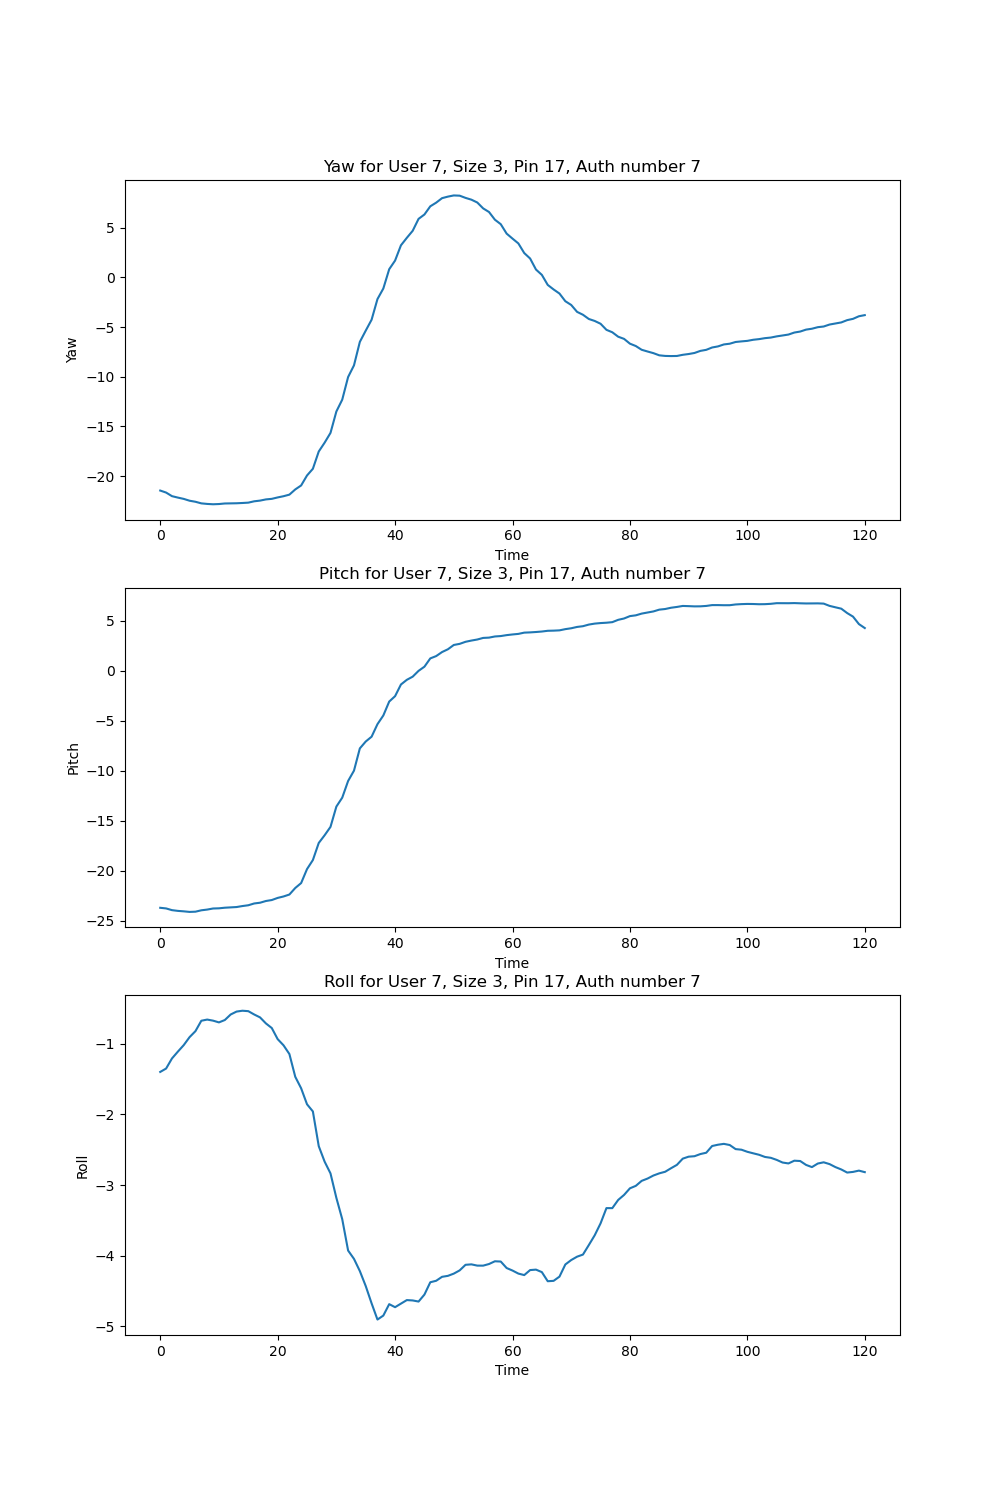 Yaw for User 7, Size 3, Pin 17, Auth number 7
5
0
−5
−10
−15
−20
Yaw
0 20 40 60 80 100 120
Time
Pitch for User 7, Size 3, Pin 17, Auth number 7
5
0
−5
−10
−15
−20
−25
Pitch
0 20 40 60 80 100 120
Time
Roll for User 7, Size 3, Pin 17, Auth number 7
−1
−2
−3
−4
−5
Roll
0 20 40 60 80 100 120
Time